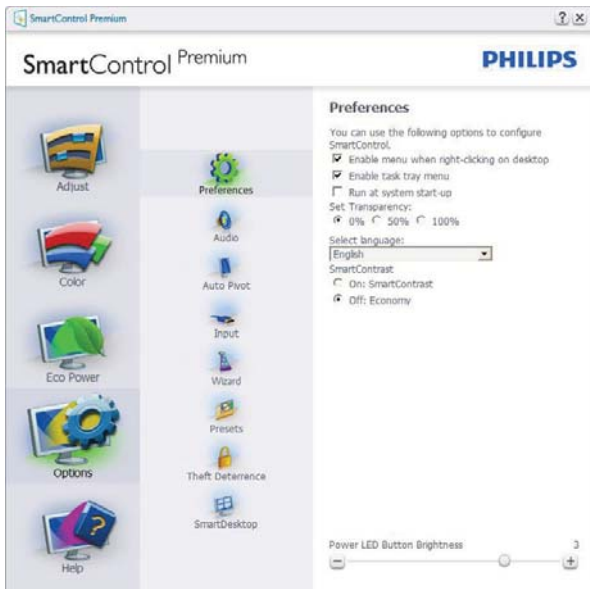 SmartControl Premium
? x
SmartControl Premium
PHILIPS
Adjust
Color
Eco Power
Options
?
Help
Preferences
Audio
Auto Pivot
Input
Wizard
Presets
Theft Deterrence
SmartDesktop
Preferences
You can use the following options to configure
SmartControl.
Enable menu when right-clicking on desktop
Enable task tray menu
Run at system start-up
Set Transparency:
0% 50% 100%
Select language:
English
SmartContrast
On: SmartContrast
Off: Economy
Power LED Button Brightness 3